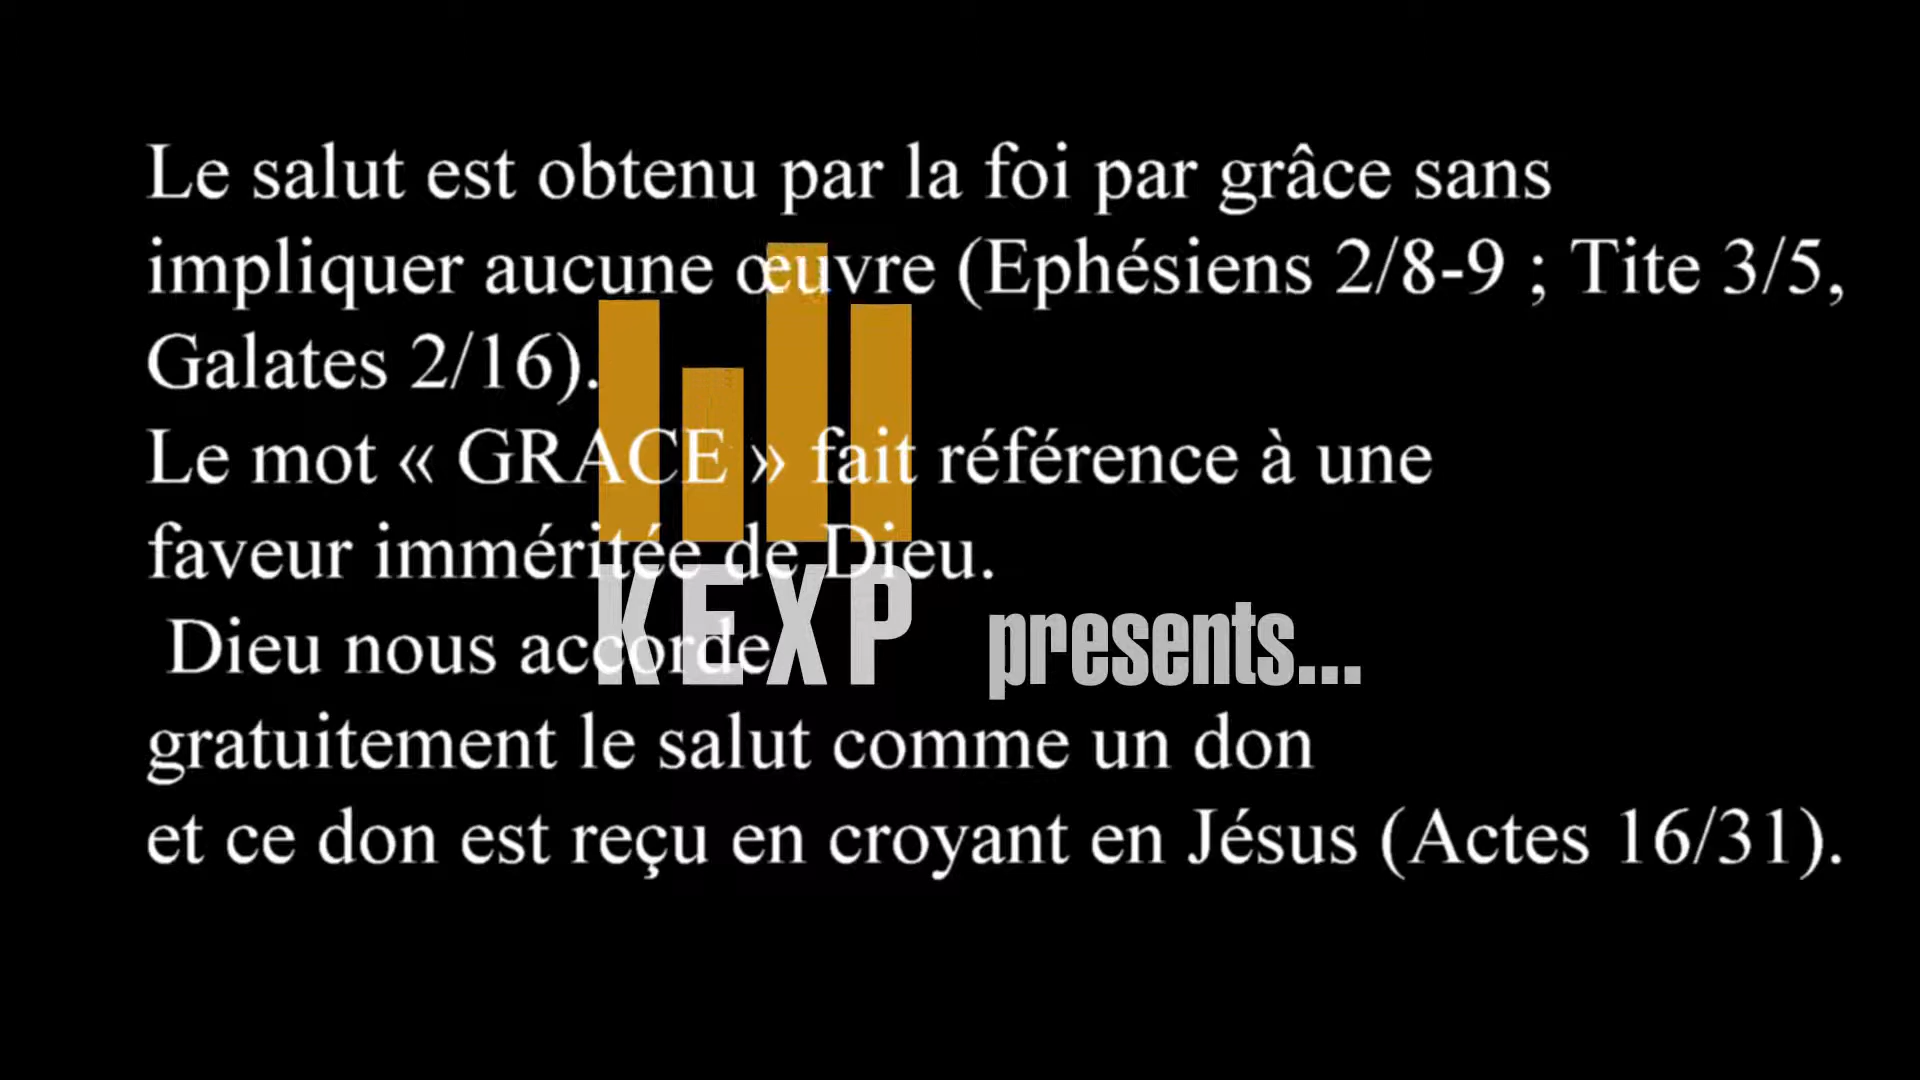 Le salut est obtenu par la foi par grâce sans
impliquer aucune œuvre (Ephésiens 2/8-9 ; Tite 3/5,
Galates 2/16).
Le mot « GRACE » fait référence à une
faveur imméritée de Dieu.
Dieu nous accorde
KEXP presents...
gratuitement le salut comme un don
et ce don est reçu en croyant en Jésus (Actes 16/31).